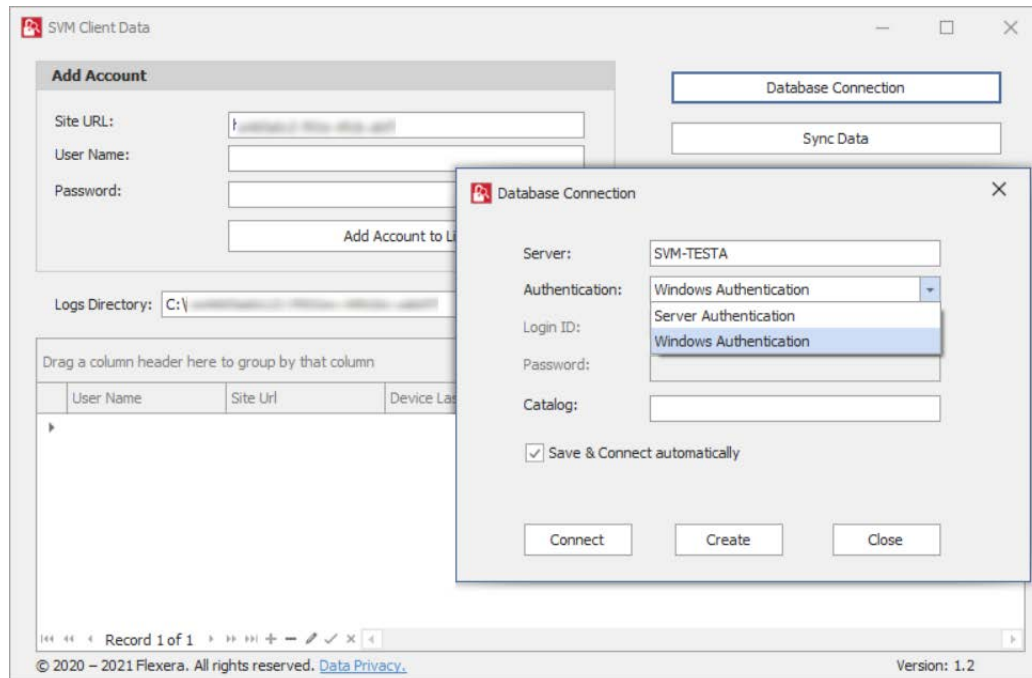 SVM Client Data
Add Account
Site URL:
User Name:
Password:
Add Account to Li
Database Connection
Sync Data
Logs Directory: C:\
Drag a column header here to group by that column
User Name Site Url Device Las
Record 1 of 1
© 2020 – 2021 Flexera. All rights reserved. Data Privacy.
Version: 1.2
Database Connection
Server: SVM-TESTA
Authentication: Windows Authentication
Server Authentication
Windows Authentication
Login ID:
Password:
Catalog:
Save & Connect automatically
Connect Create Close